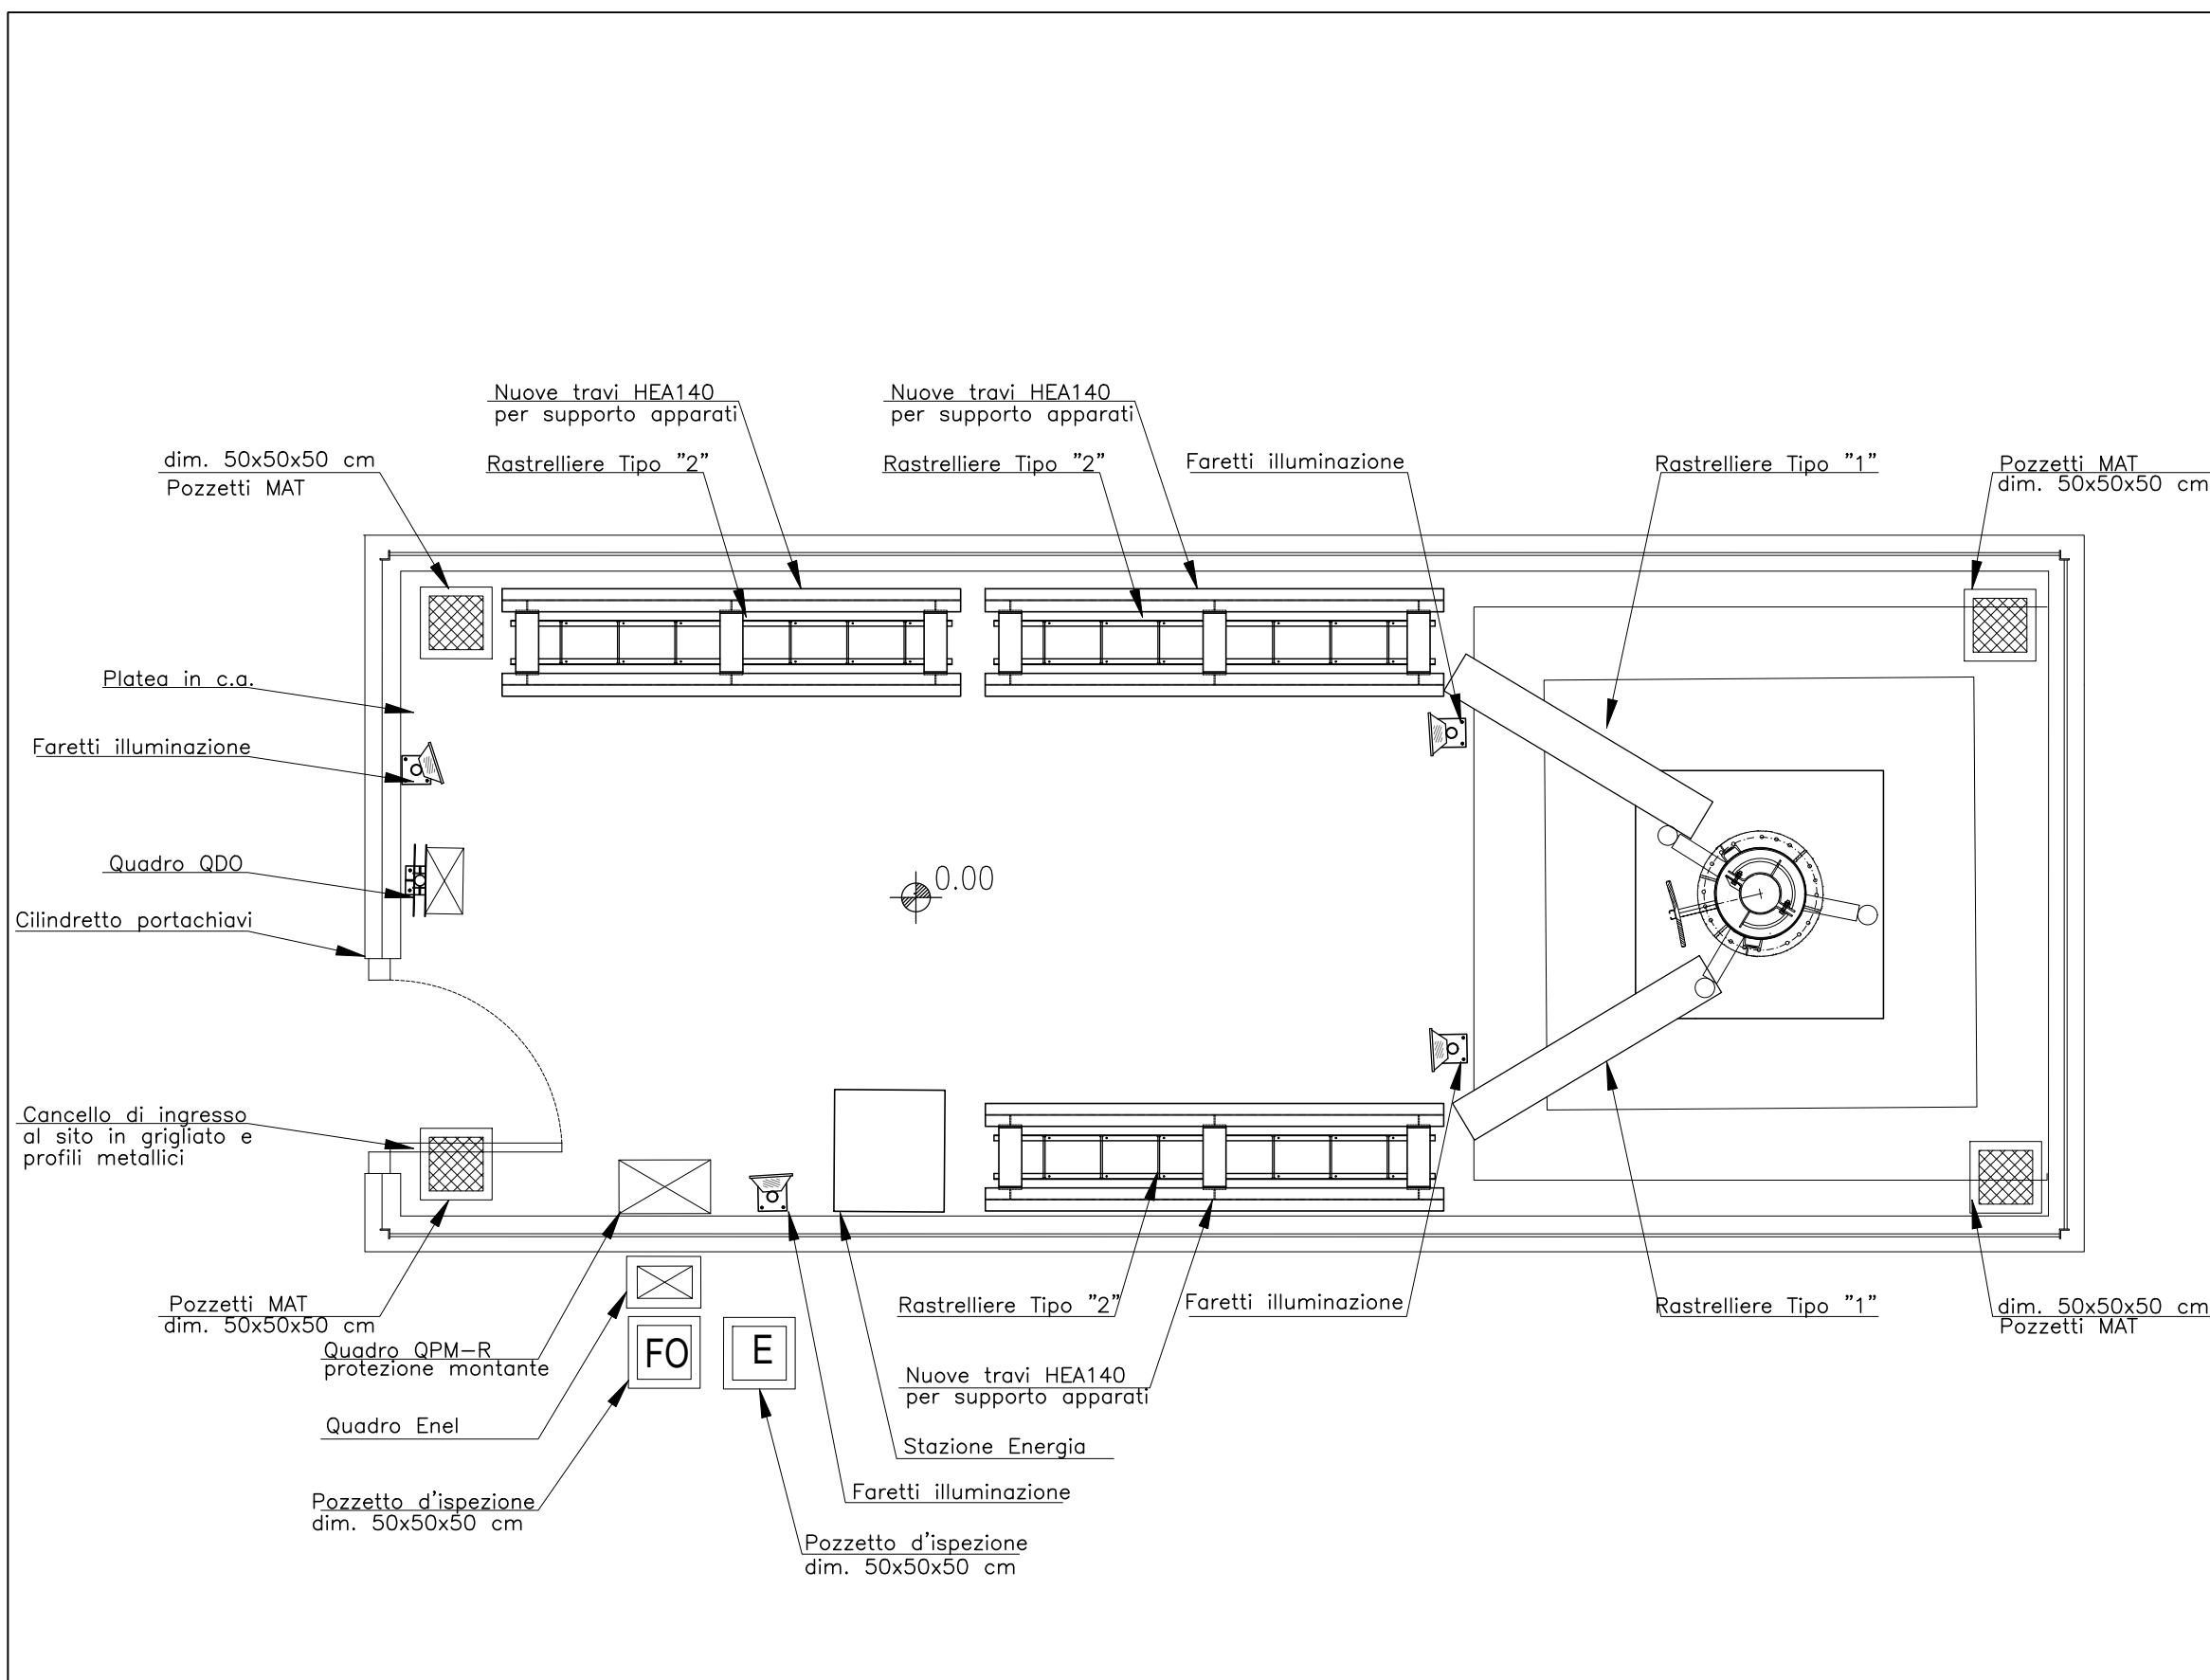 Nuove travi HEA140
per supporto apparati
Nuove travi HEA140
per supporto apparati
dim. 50x50x50 cm
Pozzetti MAT
Rastrelliere Tipo "2"
Rastrelliere Tipo "2"
Faretti illuminazione
Rastrelliere Tipo "1"
Pozzetti MAT
dim. 50x50x50 cm
Platea in c.a.
Faretti illuminazione
Quadro QDO
0.00
Cilindretto portachiavi
Cancello di ingresso
al sito in grigliato e
profili metallici
Pozzetti MAT
dim. 50x50x50 cm
Rastrelliere Tipo "2"
Faretti illuminazione
Rastrelliere Tipo "1"
dim. 50x50x50 cm
Pozzetti MAT
Quadro QPM-R
protezione montante
FO
E
Nuove travi HEA140
per supporto apparati
Quadro Enel
Stazione Energia
Faretti illuminazione
Pozzetto d'ispezione
dim. 50x50x50 cm
Pozzetto d'ispezione
dim. 50x50x50 cm